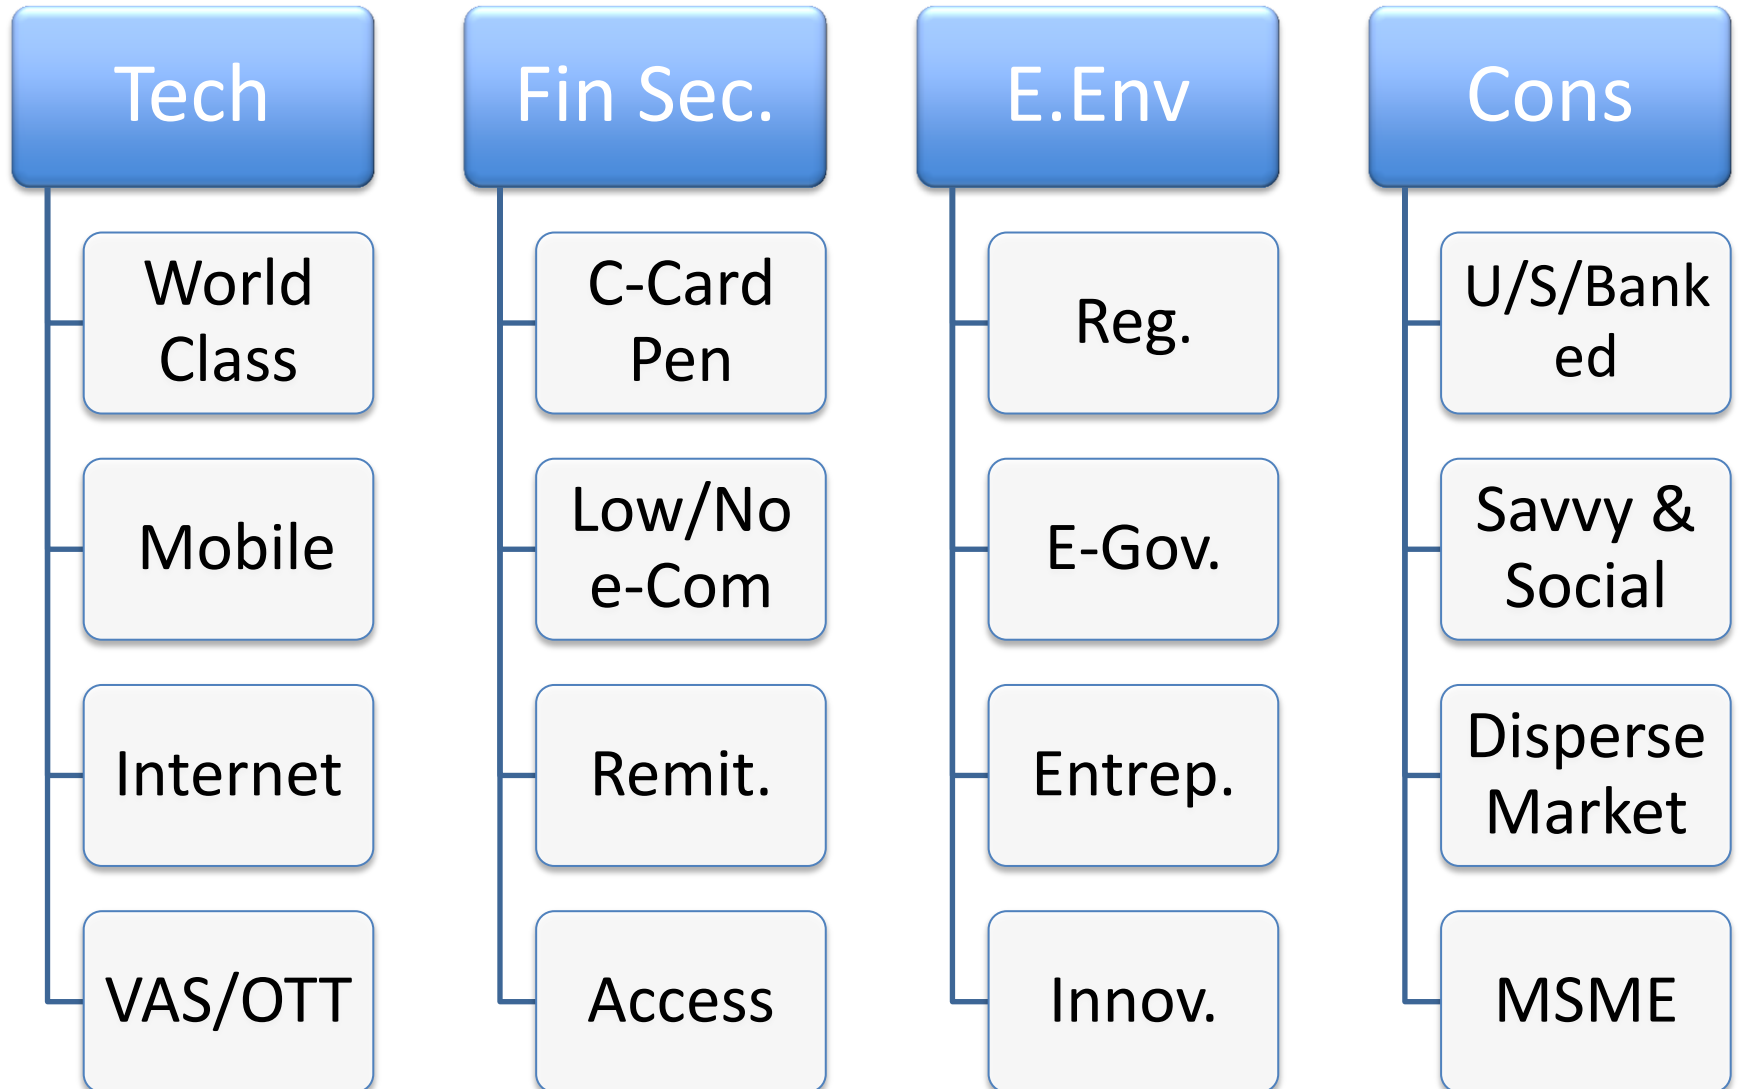 Tech
World
Class
Mobile
Internet
VAS/OTT
Fin Sec.
C-Card
Pen
Low/No
e-Com
Remit.
Access
E.Env
Reg.
E-Gov.
Entrep.
Innov.
Cons
U/S/Bank
ed
Savvy &
Social
Disperse
Market
MSME